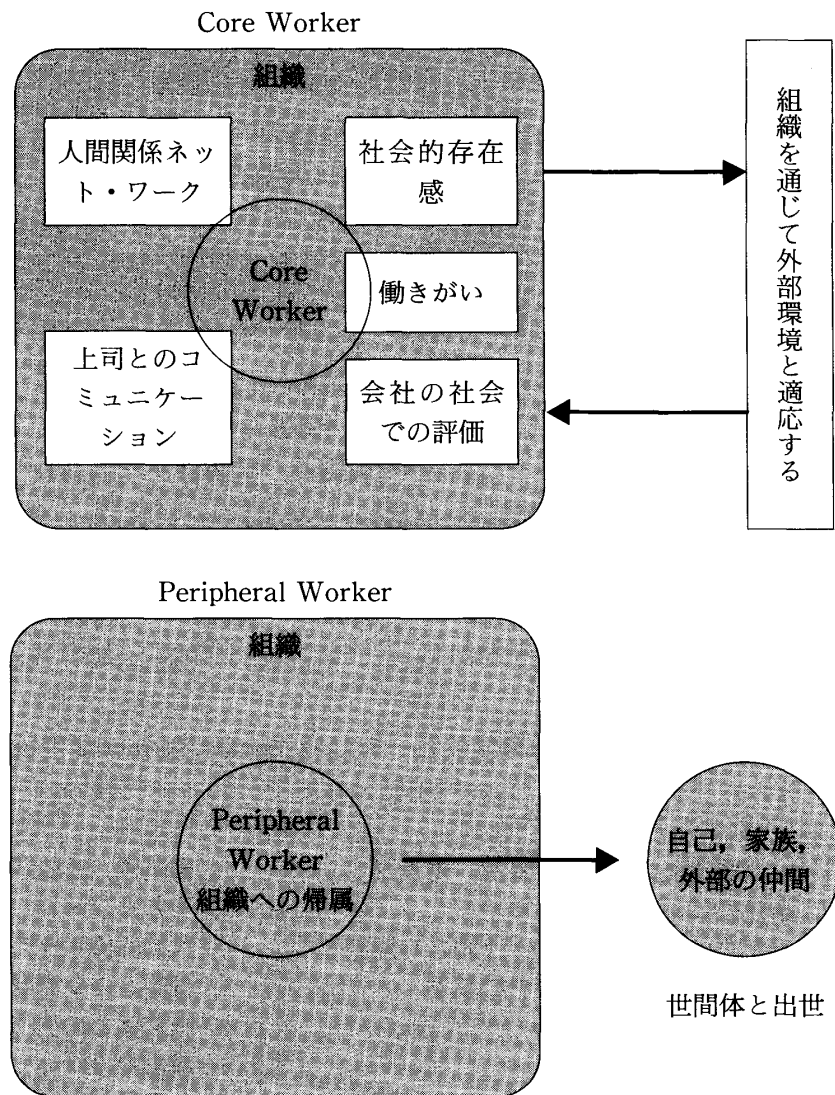 Core Worker
組織
人間関係ネッ
ト・ワーク
社会的存在
感
Core
Worker
働きがい
上司とのコ
ミュニケー
ション
会社の社会
での評価
組織を通じて外部環境と適応する
Peripheral Worker
組織
Peripheral
Worker
組織への帰属
自己，家族，
外部の仲間
世間体と出世